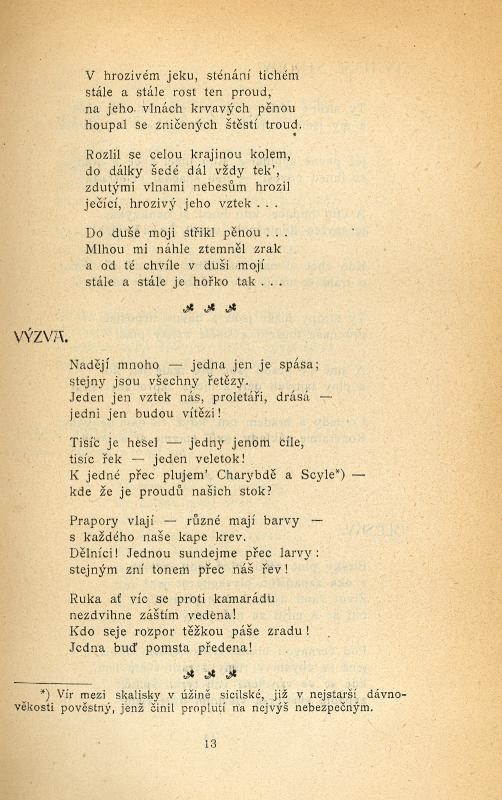 V hrozivém jeku, sténání tichém
stále a stále rost ten proud,
na jeho vlnách krvavých pěnou
houpal se zničených štěstí troud.
Rozlil se celou krajinou kolem,
do dálky šedé dál vždy tek',
zdutými vlnami nebesům hrozil
ječící, hrozivý jeho vztek . . .
Do duše moji střikl pěnou . . .
Mlhou mi náhle ztemněl zrak
a od té chvíle v duši mojí
stále a stále je hořko tak . . .
VÝZVA.
Nadějí mnoho — jedna jen je spása;
stejny jsou všechny řetězy.
Jeden jen vztek nás, proletáři, drásá —
jedni jen budou vítězi!
Tisíc je hesel — jedny jenom cíle,
tisíc řek — jeden veletok!
K jedné přec plujem' Charybdě a Scyle*) —
kde že je proudů našich stok?
Prapory vlají — různé mají barvy —
s každého naše kape krev.
Dělníci! Jednou sundejme přec larvy:
stejným zní tonem přec náš řev!
Ruka ať víc se proti kamarádu
nezdvihne záštím vedena!
Kdo seje rozpor těžkou páše zradu!
Jedna buď pomsta předena!
*) Vír mezi skalisky v úžině sicilské, již v nejstarší dávno-
věkosti pověstný, jenž činil proplutí na nejvýš nebezpečným.
13